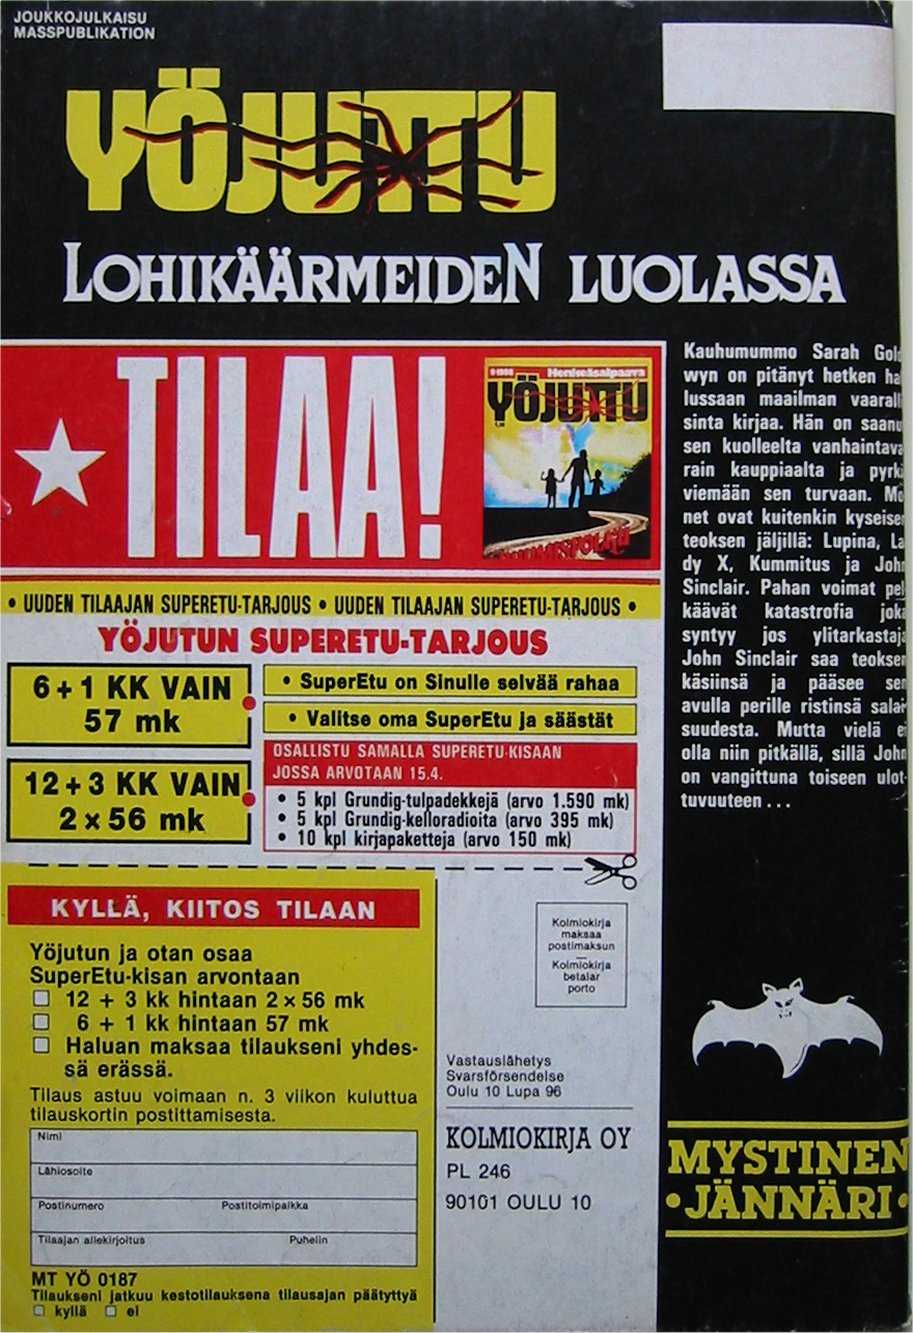 JOUKKOJULKAISU
MASSPUBLIKATION
YÖJUTTU
LOHIKÄÄRMEIDEN LUOLASSA
TILAA!
Henkeäsalpaava
YÖJUTTU
Kauhumummo Sarah Gold
wyn on pitänyt hetken hal
lussaan maailman vaaralli
sinta kirjaa. Hän on saanut
sen kuolleelta vanhaintava
rain kauppiaalta ja pyrki
viemään sen turvaan. Mo
net ovat kuitenkin kyseisen
teoksen jäljillä: Lupina, La
dy X, Kummitus ja John
Sinclair. Pahan voimat pel
käävät katastrofia joka
syntyy jos ylitarkastaja
John Sinclair saa teoksen
käsiinsä ja pääsee sen
avulla perille ristinsä salai
suudesta. Mutta vielä ei
olla niin pitkällä, sillä John
on vangittuna toiseen ulot-
tuvuuteen...
• UUDEN TILAAJAN SUPERETU-TARJOUS • UUDEN TILAAJAN SUPERETU-TARJOUS •
YÖJUTUN SUPERETU-TARJOUS
6 + 1 KK VAIN
57 mk
12 + 3 KK VAIN
2 x 56 mk
• SuperEtu on Sinulle selvää rahaa
• Valitse oma SuperEtu ja säästät
OSALLISTU SAMALLA SUPERETU-KISAAN
JOSSA ARVOTAAN 15.4.
• 5 kpl Grundig-tulpadekkejä (arvo 1.590 mk)
• 5 kpl Grundig-kelloradioita (arvo 395 mk)
• 10 kpl kirjapaketteja (arvo 150 mk)
KYLLÄ, KIITOS TILAAN
Yöjutun ja otan osaa
SuperEtu-kisan arvontaan
12 + 3 kk hintaan 2 x 56 mk
6 + 1 kk hintaan 57 mk
Haluan maksaa tilaukseni yhdes-
sä erässä.
Tilaus astuu voimaan n. 3 viikon kuluttua
tilauskortin postittamisesta.
Nimi
Lähiosoite
Postinumero Postitoimipaikka
Tilaajan allekirjoitus Puhelin
MT YÖ 0187
Tilaukseni jatkuu kestotilauksena tilausajan päätyttyä
kyllä ei
Kolmiokirja
maksaa
postimaksun
—
Kolmiokirja
betalar
porto
Vastauslähetys
Svarsförsendelse
Oulu 10 Lupa 96
KOLMIOKIRJA OY
PL 246
90101 OULU 10
MYSTINEN
• JÄNNÄRI •